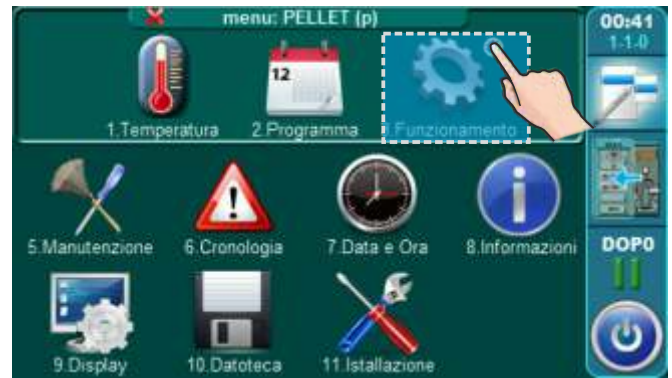 menu: PELLET (p)
00:41
1-1-0
12
1.Temperatura
2.Programma
.Funzionamento
5.Manutenzione
6.Cronologia
7.Data e Ora
8.Informazioni
DOP0
9.Display
10.Datoteca
11.Istallazione